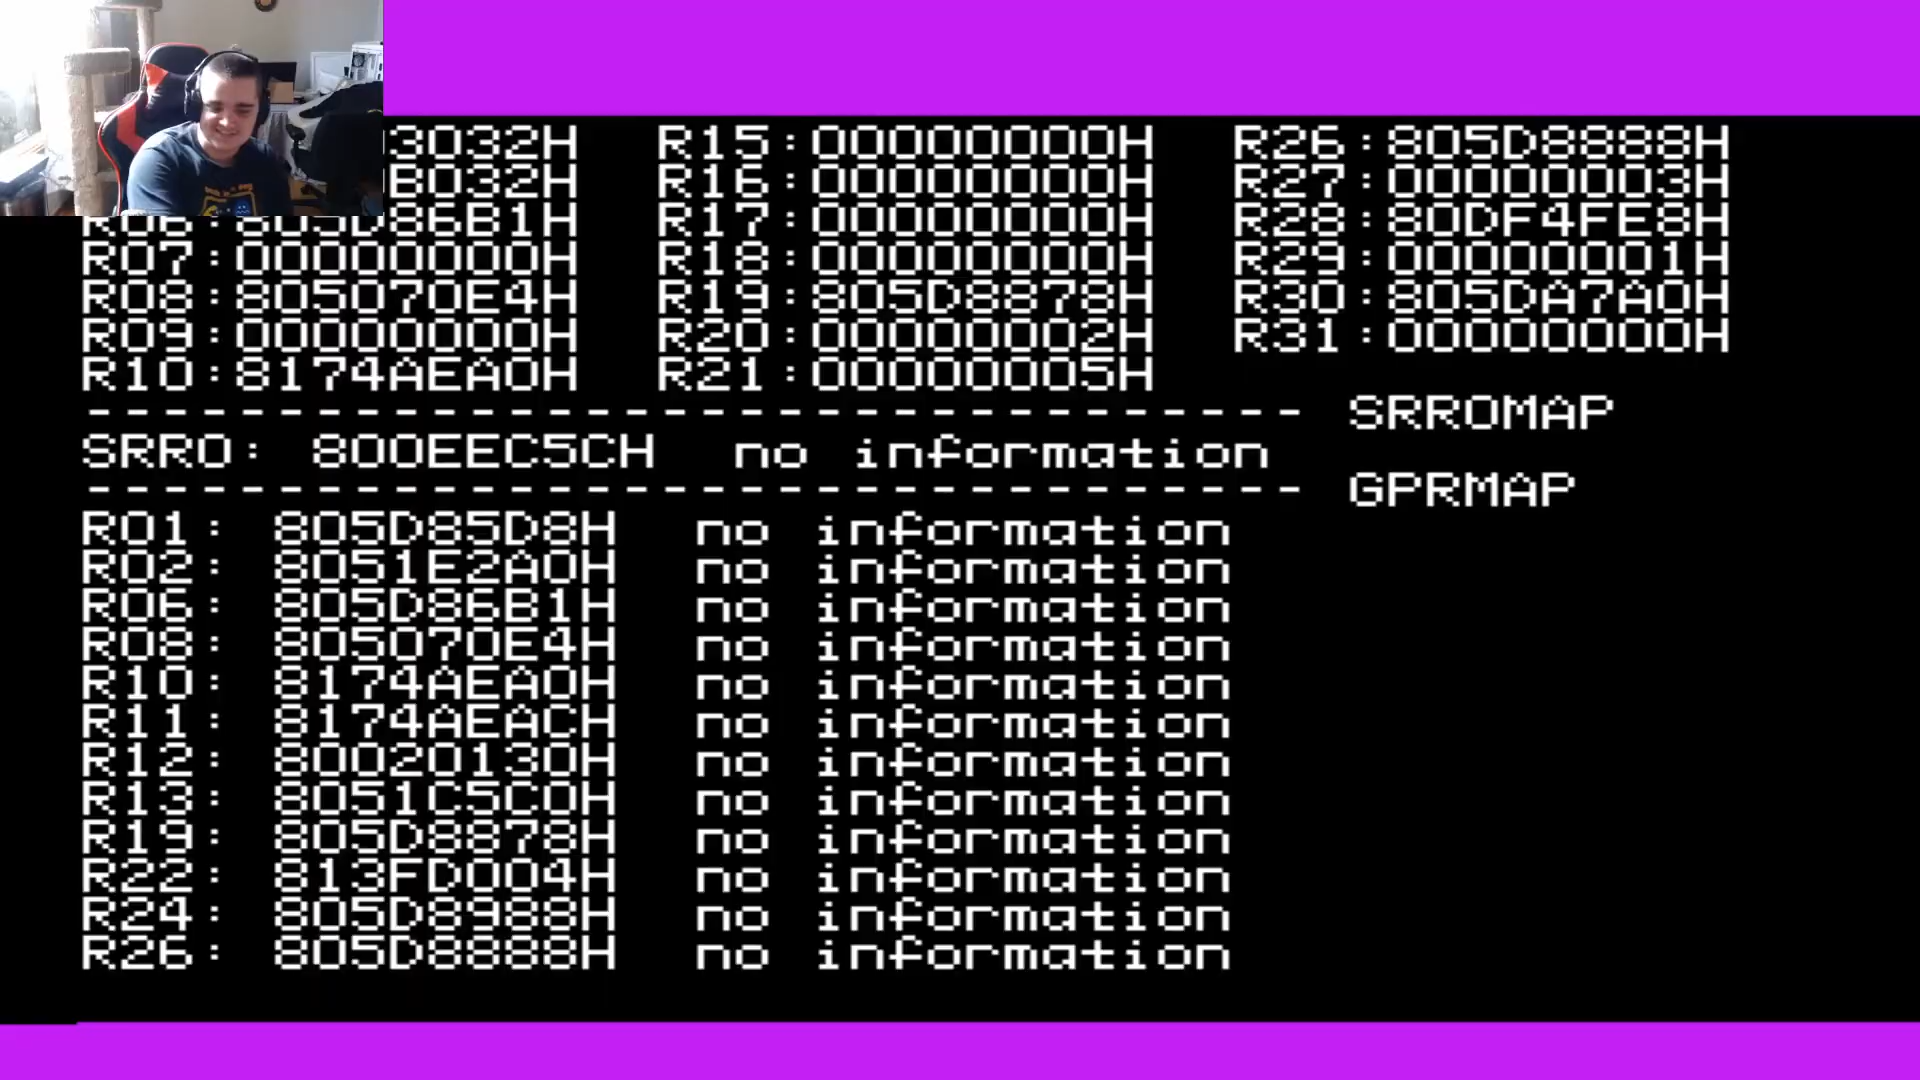 3032H R15:00000000H R26:805D8888H
B032H R16:00000000H R27:00000003H
R06:805D86B1H R17:00000000H R28:80DF4FE8H
R07:00000000H R18:00000000H R29:00000001H
R08:805070E4H R19:805D8878H R30:805DA7A0H
R09:00000000H R20:00000002H R31:00000000H
R10:8174AEA0H R21:00000005H
-------------------------------- SRR0MAP
SRR0: 800EEC5CH no information
-------------------------------- GPRMAP
R01: 805D85D8H no information
R02: 8051E2A0H no information
R06: 805D86B1H no information
R08: 805070E4H no information
R10: 8174AEA0H no information
R11: 8174AEACH no information
R12: 80020130H no information
R13: 8051C5C0H no information
R19: 805D8878H no information
R22: 813FD004H no information
R24: 805D8988H no information
R26: 805D8888H no information